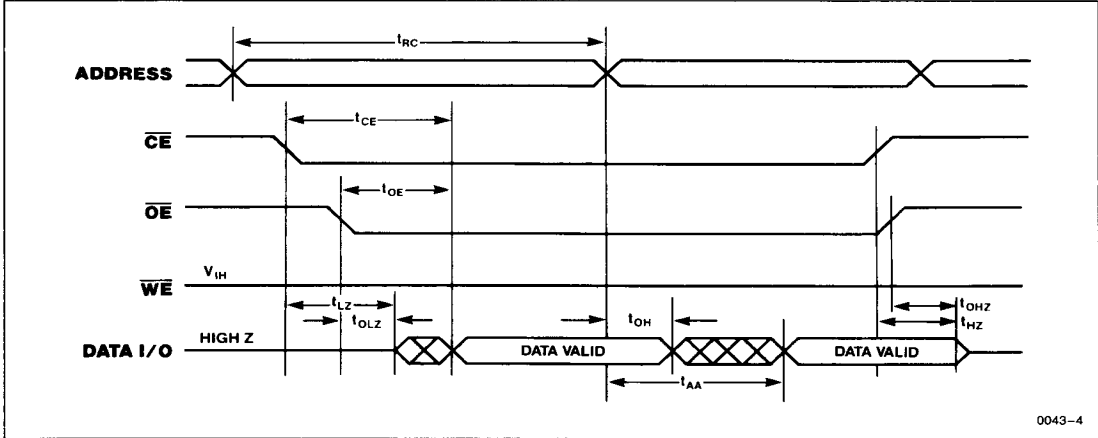 tRC
ADDRESS
tCE
CE
tOE
OE
VIH
WE
tLZ
tOHZ
tOLZ
tOH
tHZ
HIGH Z
DATA I/O
DATA VALID
DATA VALID
tAA
0043-4